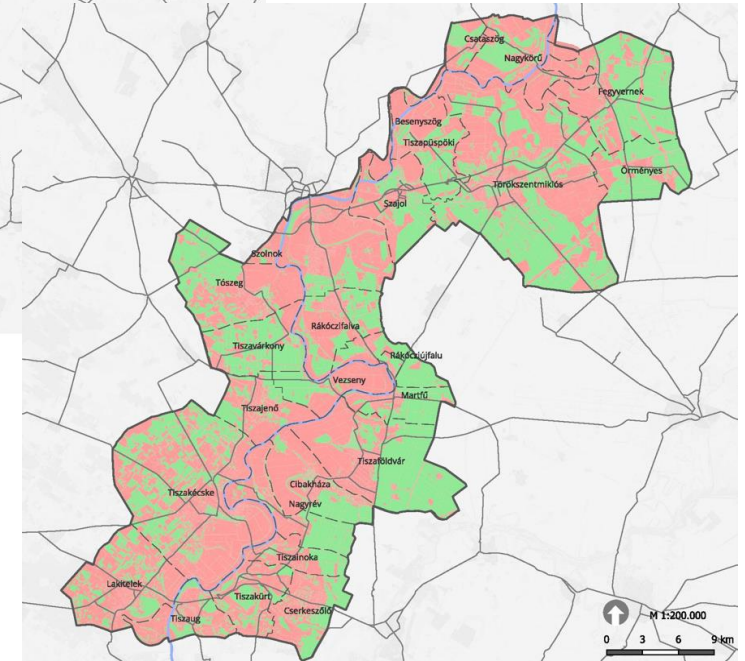 Csataszög
Nagykörű
Fegyvernek
Besenyszög
Tiszapüspöki
Örményes
Törökszentmiklós
Szajol
Szolnok
Tószeg
Rákóczifalva
Tiszavárkony
Rákócziújfalu
Vezseny
Martfű
Tiszajenő
Tiszaföldvár
Cibakháza
Tiszakécske
Nagyrév
Tiszainoka
Lakitelek
Tiszakürt
Cserkeszőlő
Tiszaug
M 1:200.000
0 3 6 9 km